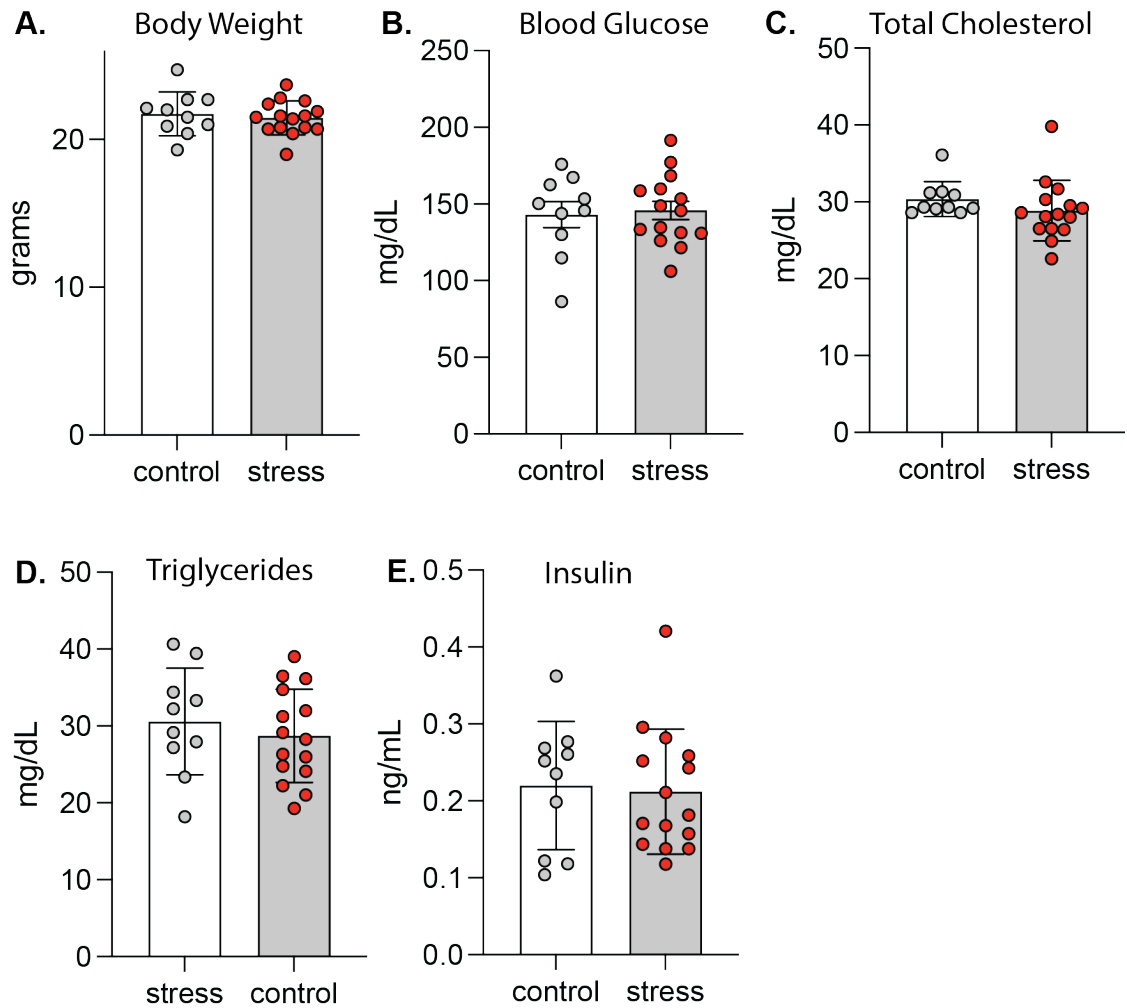 A. Body Weight
grams
20
10
0
control stress
B. Blood Glucose
mg/dL
250
200
150
100
50
0
control stress
C. Total Cholesterol
mg/dL
50
40
30
20
10
0
control stress
D. Triglycerides
mg/dL
50
40
30
20
10
0
stress control
E. Insulin
ng/mL
0.5
0.4
0.3
0.2
0.1
0.0
control stress